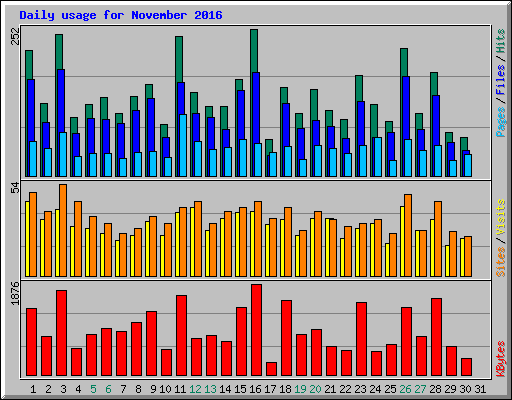 Daily usage for November 2016
252
54
1876
Pages / Files / Hits
Sites / Visits
KBytes
1 2 3 4 5 6 7 8 9 10 11 12 13 14 15 16 17 18 19 20 21 22 23 24 25 26 27 28 29 30 31